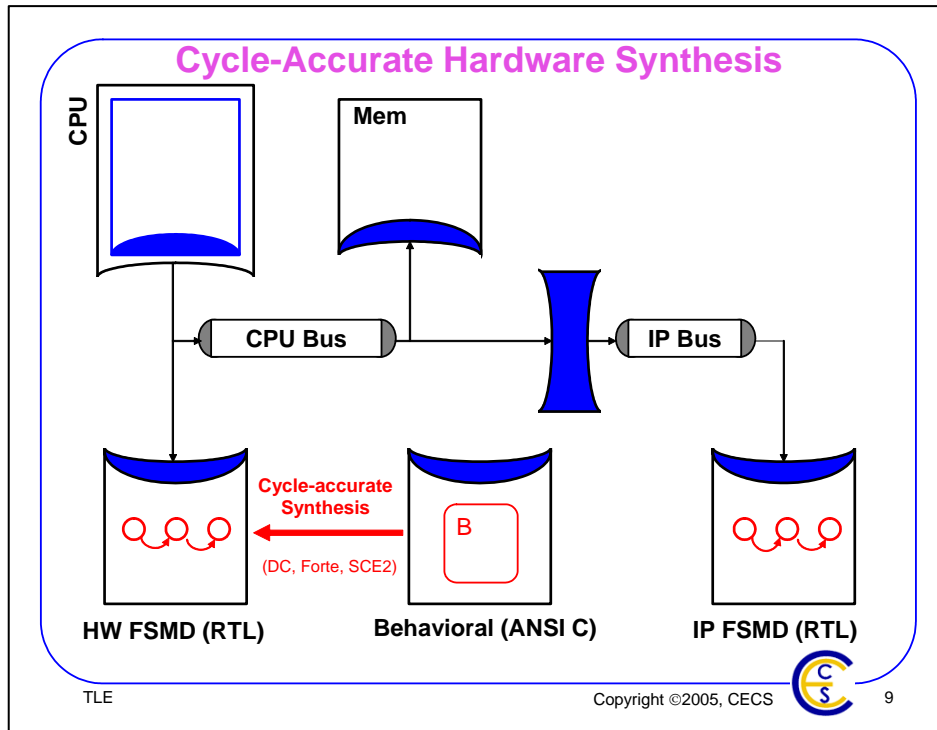 Cycle-Accurate Hardware Synthesis
CPU
Mem
CPU Bus
IP Bus
Cycle-accurate
Synthesis
(DC, Forte, SCE2)
B
HW FSMD (RTL)
Behavioral (ANSI C)
IP FSMD (RTL)
TLE
Copyright ©2005, CECS
C
S
9